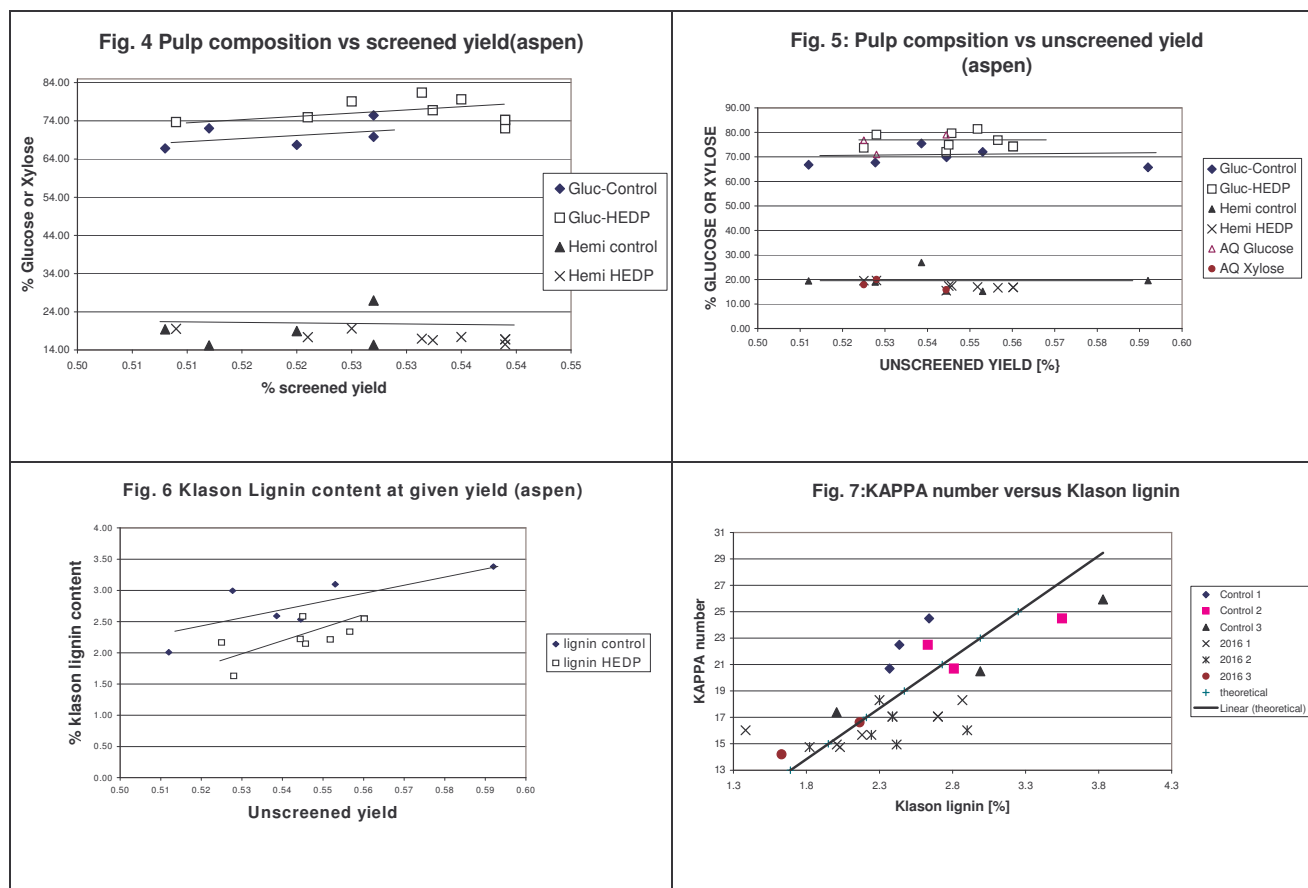 Fig. 4 Pulp composition vs screened yield(aspen)
84.00
74.00
64.00
54.00
44.00
34.00
24.00
14.00
0.50
0.51
0.51
0.52
0.52
0.53
0.53
0.54
0.54
0.55
% Glucose or Xylose
% screened yield
Gluc-Control
Gluc-HEDP
Hemi control
Hemi HEDP
Fig. 5: Pulp compsition vs unscreened yield
(aspen)
90.00
80.00
70.00
60.00
50.00
40.00
30.00
20.00
10.00
0.00
0.50
0.51
0.52
0.53
0.54
0.55
0.56
0.57
0.58
0.59
0.60
% GLUCOSE OR XYLOSE
UNSCREENED YIELD [%}
Gluc-Control
Gluc-HEDP
Hemi control
Hemi HEDP
AQ Glucose
AQ Xylose
Fig. 6 Klason Lignin content at given yield (aspen)
4.00
3.50
3.00
2.50
2.00
1.50
1.00
0.50
0.00
0.50
0.51
0.52
0.53
0.54
0.55
0.56
0.57
0.58
0.59
0.60
% klason lignin content
Unscreened yield
lignin control
lignin HEDP
Fig. 7:KAPPA number versus Klason lignin
31
29
27
25
23
21
19
17
15
13
1.3
1.8
2.3
2.8
3.3
3.8
4.3
KAPPA number
Klason lignin [%]
Control 1
Control 2
Control 3
2016 1
2016 2
2016 3
theoretical
Linear (theoretical)